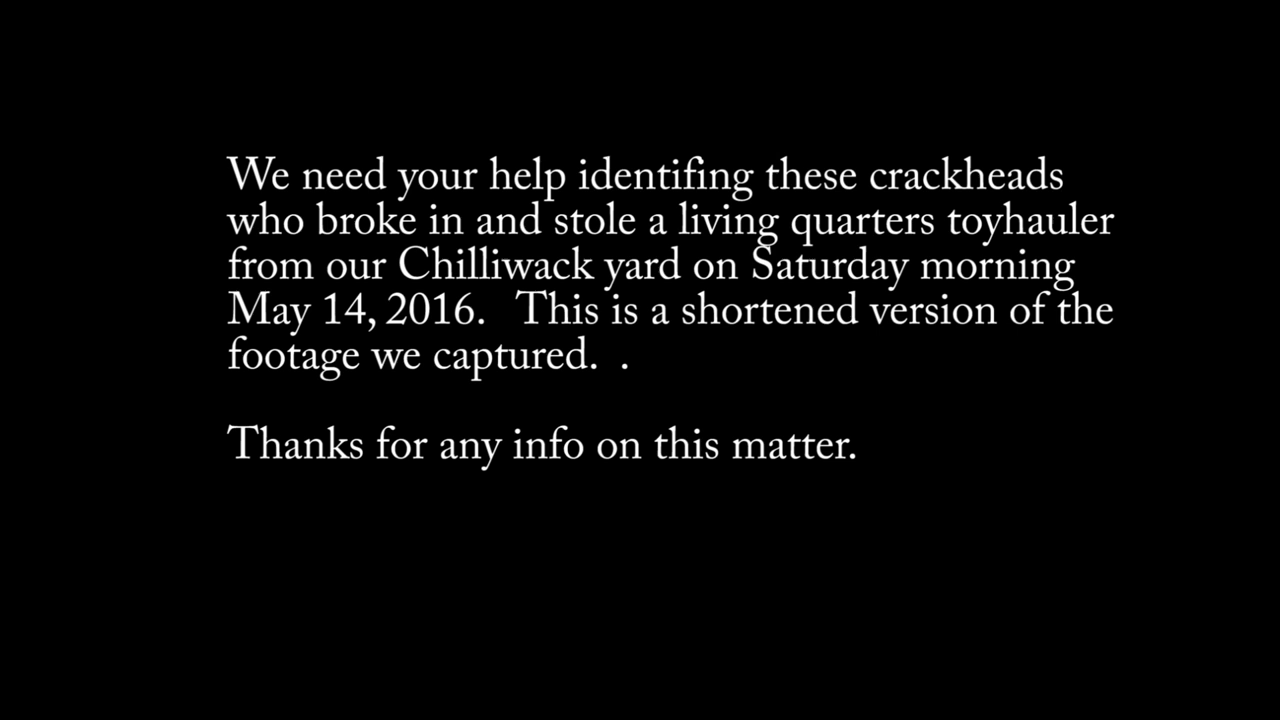 We need your help identifing these crackheads
who broke in and stole a living quarters toyhauler
from our Chilliwack yard on Saturday morning
May 14, 2016.   This is a shortened version of the
footage we captured.  .
Thanks for any info on this matter.